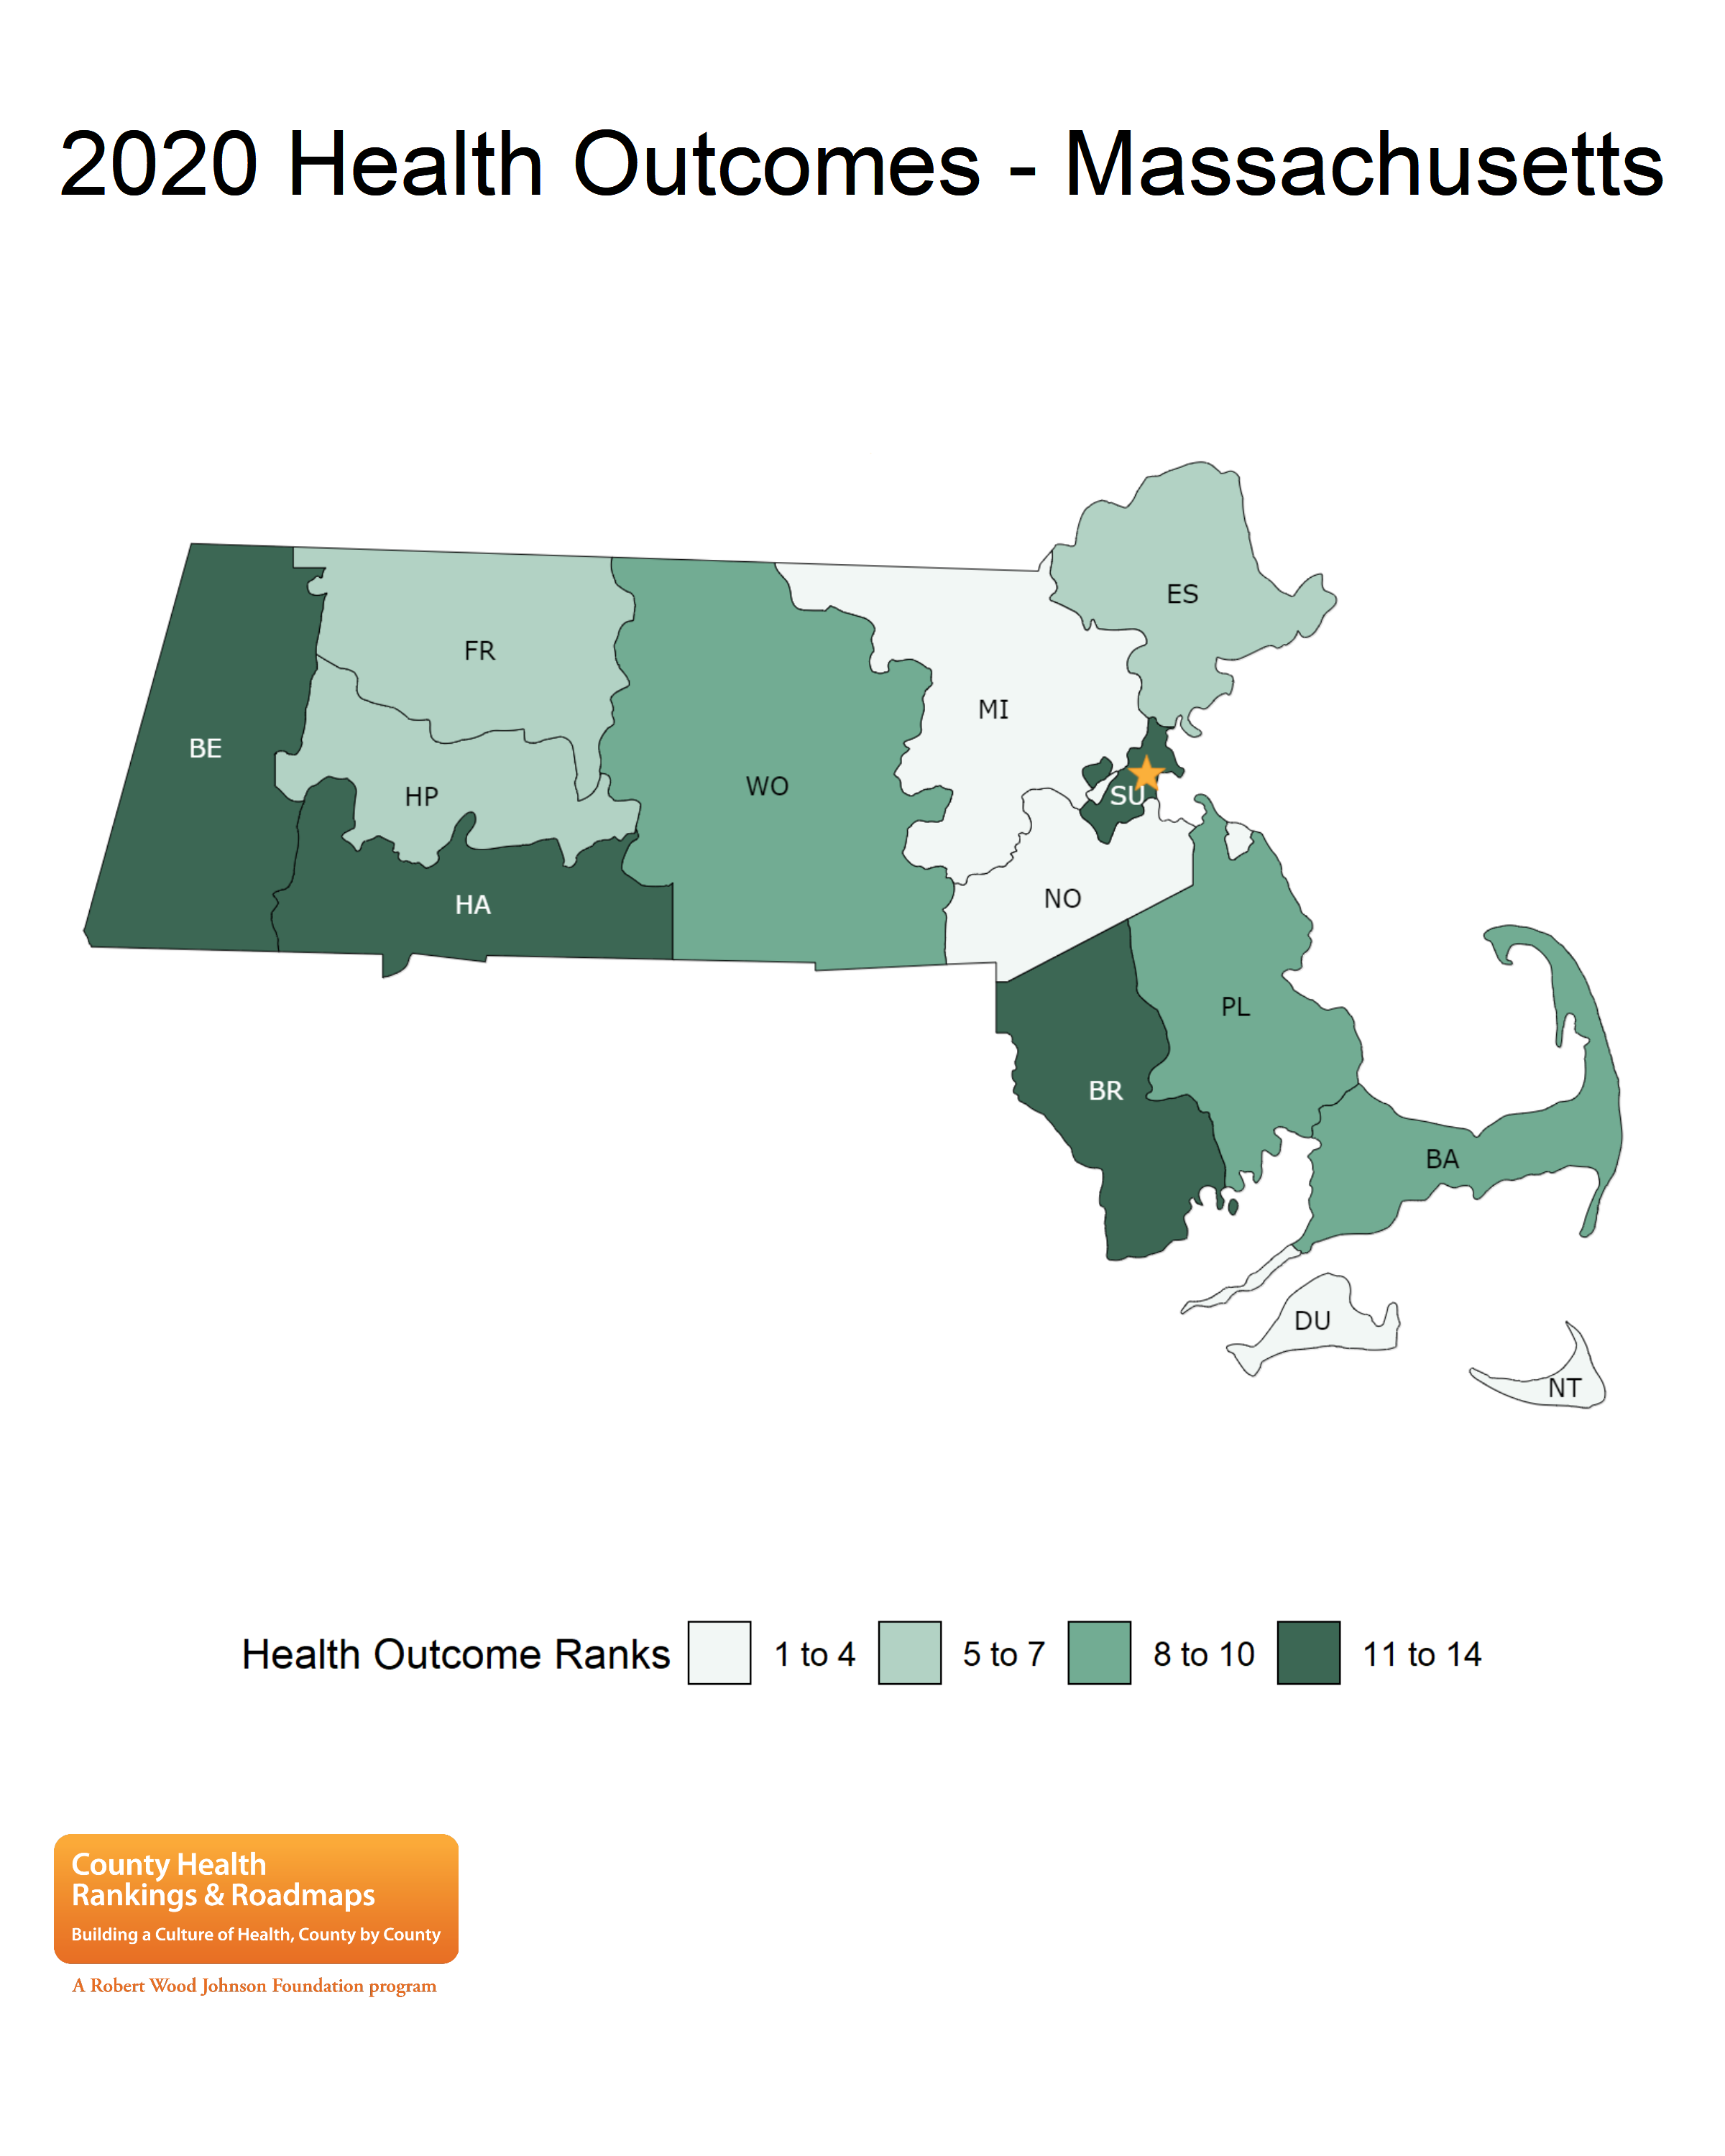 2020 Health Outcomes - Massachusetts
ES
FR
MI
BE
WO
HP
SU
HA
NO
PL
BR
BA
DU
NT
Health Outcome Ranks 1 to 4 5 to 7 8 to 10 11 to 14
County Health
Rankings & Roadmaps
Building a Culture of Health, County by County
A Robert Wood Johnson Foundation program